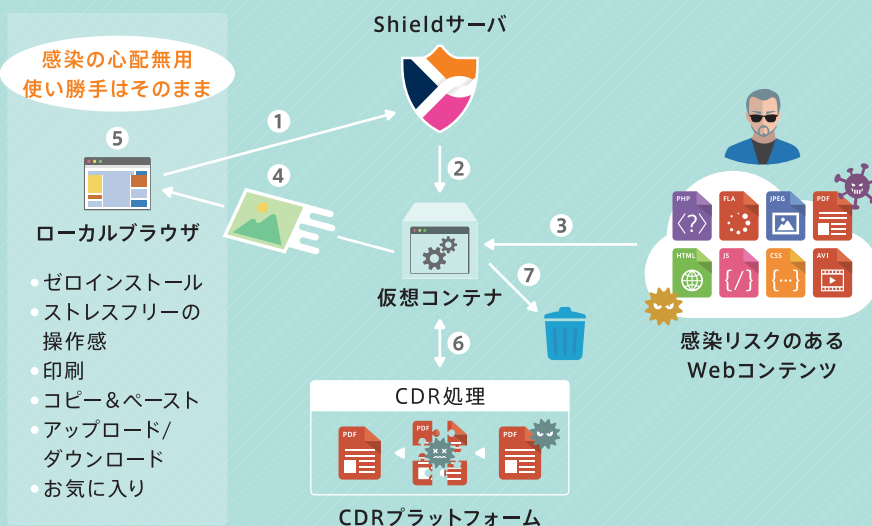 Shieldサーバ
感染の心配無用
使い勝手はそのまま
1
5
4
2
ローカルブラウザ
3
PHP
FLA
JPEG
PDF
HTML
JS
CSS
AVI
仮想コンテナ
7
6
感染リスクのある
Webコンテンツ
ゼロインストール
ストレスフリーの
操作感
印刷
コピー＆ペースト
アップロード/
ダウンロード
お気に入り
CDR処理
PDF
PDF
PDF
CDRプラットフォーム